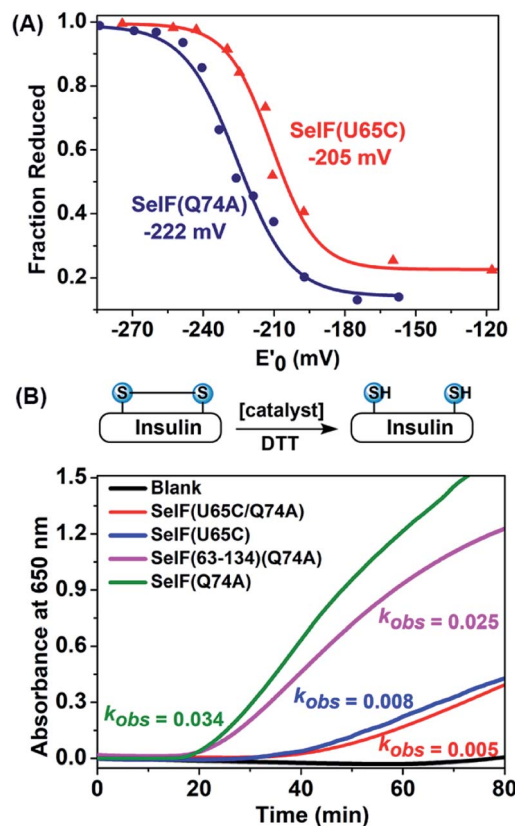 (A)
1.0
0.8
0.6
0.4
0.2
Fraction Reduced
SelF(U65C)
-205 mV
SelF(Q74A)
-222 mV
-270 -240 -210 -180 -150 -120
E'0 (mV)
(B)
S S
Insulin
[catalyst]
DTT
SH SH
Insulin
1.5
1.2
0.9
0.6
0.3
0.0
Absorbance at 650 nm
Blank
SelF(U65C/Q74A)
SelF(U65C)
SelF(63-134)(Q74A)
SelF(Q74A)
kobs = 0.025
kobs = 0.034
kobs = 0.008
kobs = 0.005
0 20 40 60 80
Time (min)